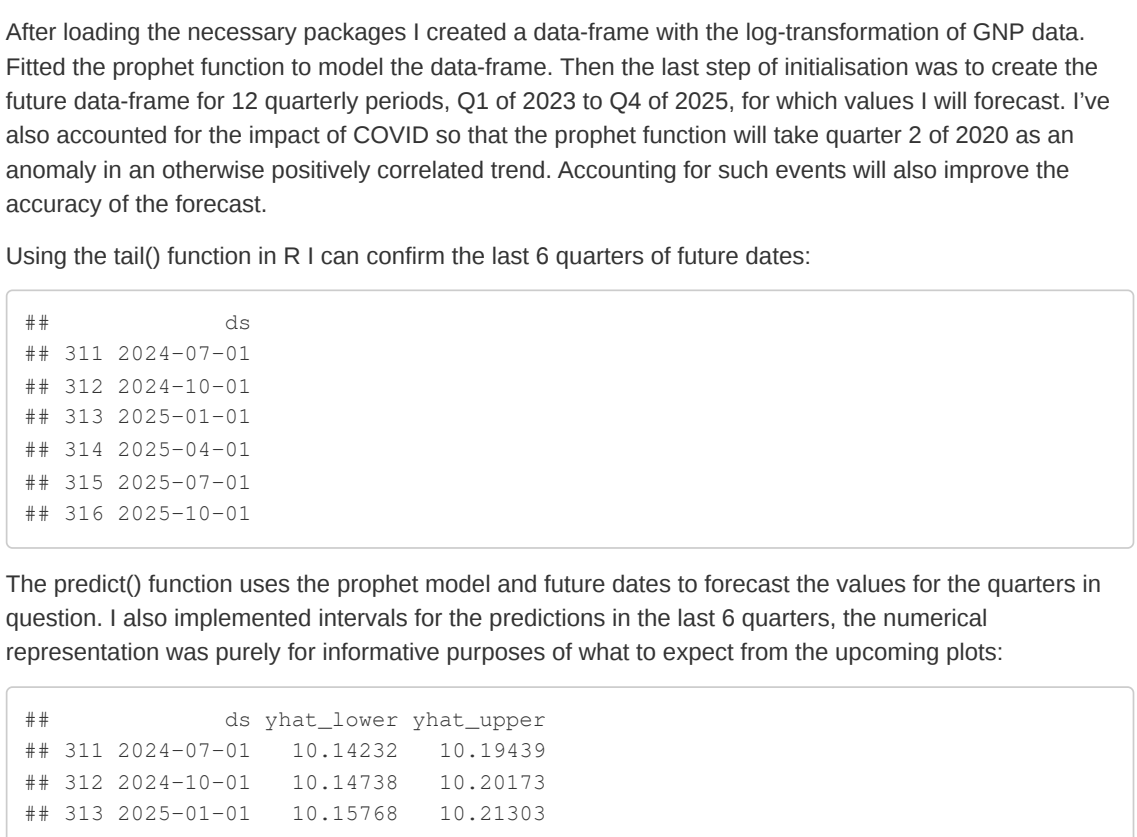 After loading the necessary packages I created a data-frame with the log-transformation of GNP data.
Fitted the prophet function to model the data-frame. Then the last step of initialisation was to create the
future data-frame for 12 quarterly periods, Q1 of 2023 to Q4 of 2025, for which values I will forecast. I’ve
also accounted for the impact of COVID so that the prophet function will take quarter 2 of 2020 as an
anomaly in an otherwise positively correlated trend. Accounting for such events will also improve the
accuracy of the forecast.
Using the tail() function in R I can confirm the last 6 quarters of future dates:
##             ds
## 311 2024-07-01
## 312 2024-10-01
## 313 2025-01-01
## 314 2025-04-01
## 315 2025-07-01
## 316 2025-10-01
The predict() function uses the prophet model and future dates to forecast the values for the quarters in
question. I also implemented intervals for the predictions in the last 6 quarters, the numerical
representation was purely for informative purposes of what to expect from the upcoming plots:
##             ds yhat_lower yhat_upper
## 311 2024-07-01   10.14232   10.19439
## 312 2024-10-01   10.14738   10.20173
## 313 2025-01-01   10.15768   10.21303